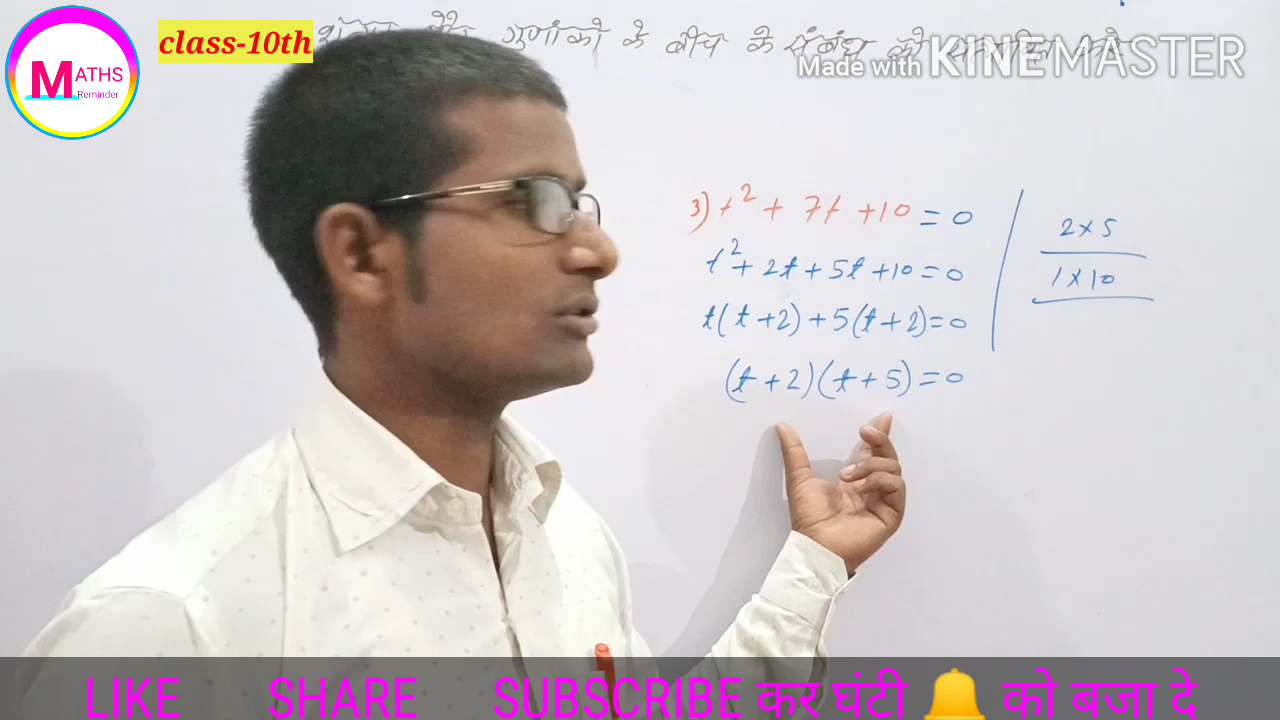 MATHS
Reminder
class-10th
गुणांको के बीच के संबंध की
Made with KINEMASTER
3) t² + 7t + 10 = 0
t² + 2t + 5t + 10 = 0
t(t+2) + 5(t+2) = 0
(t+2)(t+5) = 0
2×5
1×10
LIKE SHARE SUBSCRIBE कर घंटी 🔔 को बजा दे